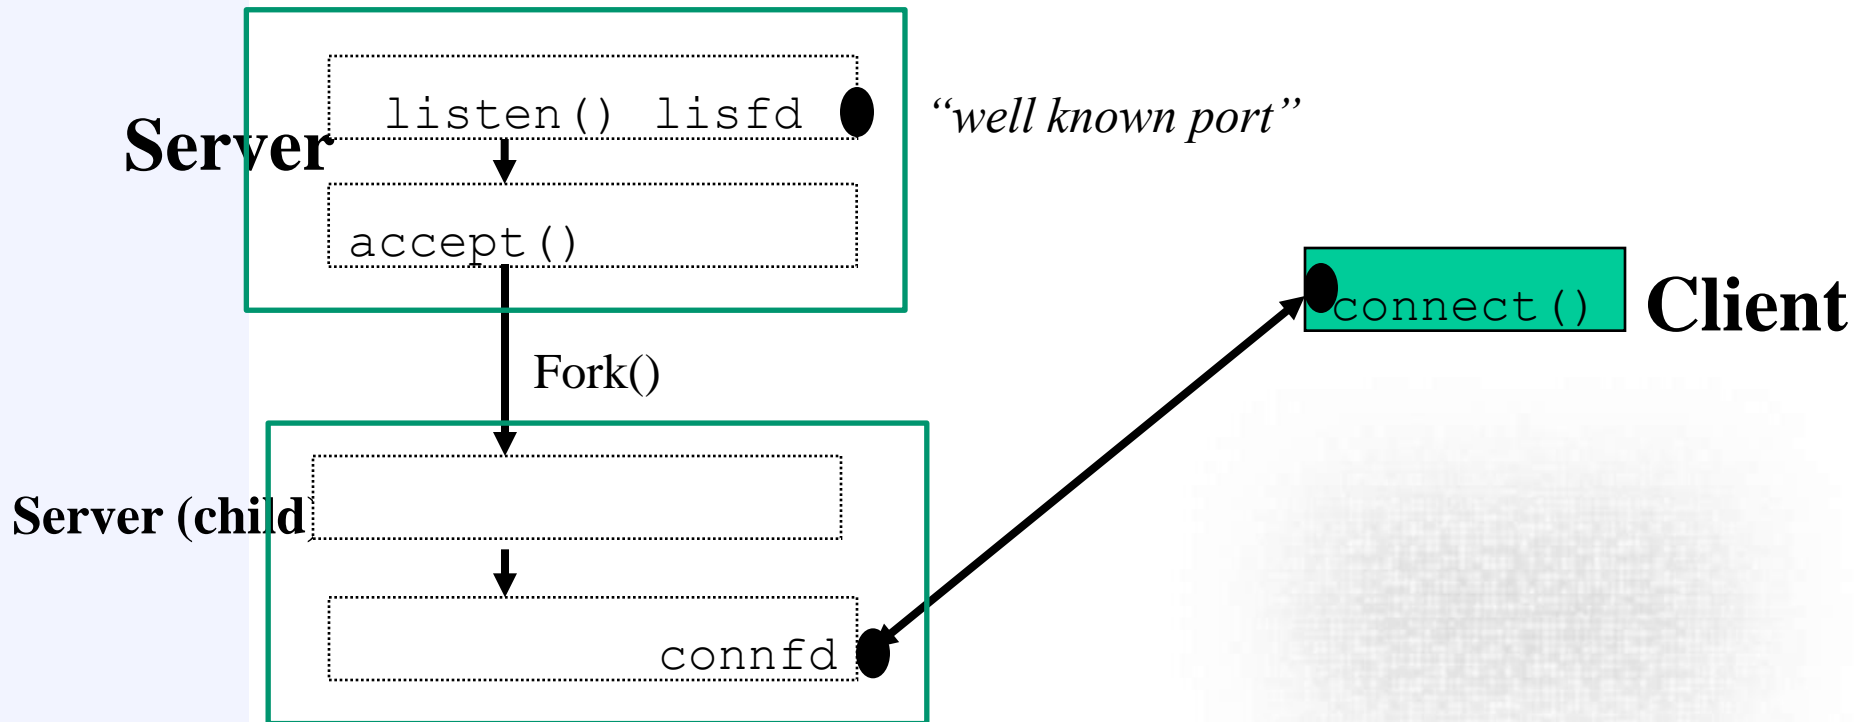 listen() lisfd
“well known port”
Server
accept()
connect()
Client
Fork()
Server (child)
connfd